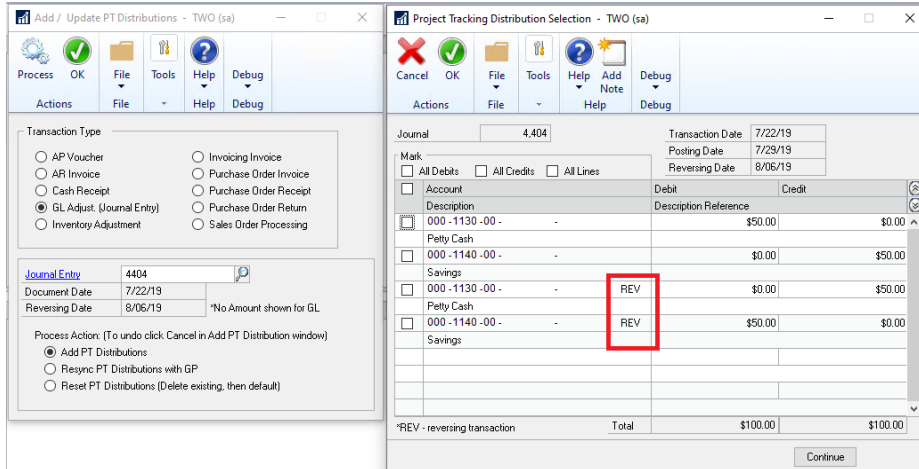 Add / Update PT Distributions - TWO (sa)
Process OK File Tools Help Debug
Actions File Help Debug
Transaction Type
AP Voucher
AR Invoice
Cash Receipt
GL Adjust. (Journal Entry)
Inventory Adjustment
Invoicing Invoice
Purchase Order Invoice
Purchase Order Receipt
Purchase Order Return
Sales Order Processing
Journal Entry 4404
Document Date 7/22/19
Reversing Date 8/06/19 *No Amount shown for GL
Process Action: (To undo click Cancel in Add PT Distribution window)
Add PT Distributions
Resync PT Distributions with GP
Reset PT Distributions (Delete existing, then default)
Project Tracking Distribution Selection - TWO (sa)
Cancel OK File Tools Help Add Note Debug
Actions File Help Debug
Journal 4,404
Transaction Date 7/22/19
Posting Date 7/29/19
Reversing Date 8/06/19
Mark
All Debits All Credits All Lines
Account Debit Credit
Description Description Reference
000 -1130 -00 - - $50.00 $0.00
Petty Cash
000 -1140 -00 - - $0.00 $50.00
Savings
000 -1130 -00 - - REV $0.00 $50.00
Petty Cash
000 -1140 -00 - - REV $50.00 $0.00
Savings
*REV - reversing transaction Total $100.00 $100.00
Continue